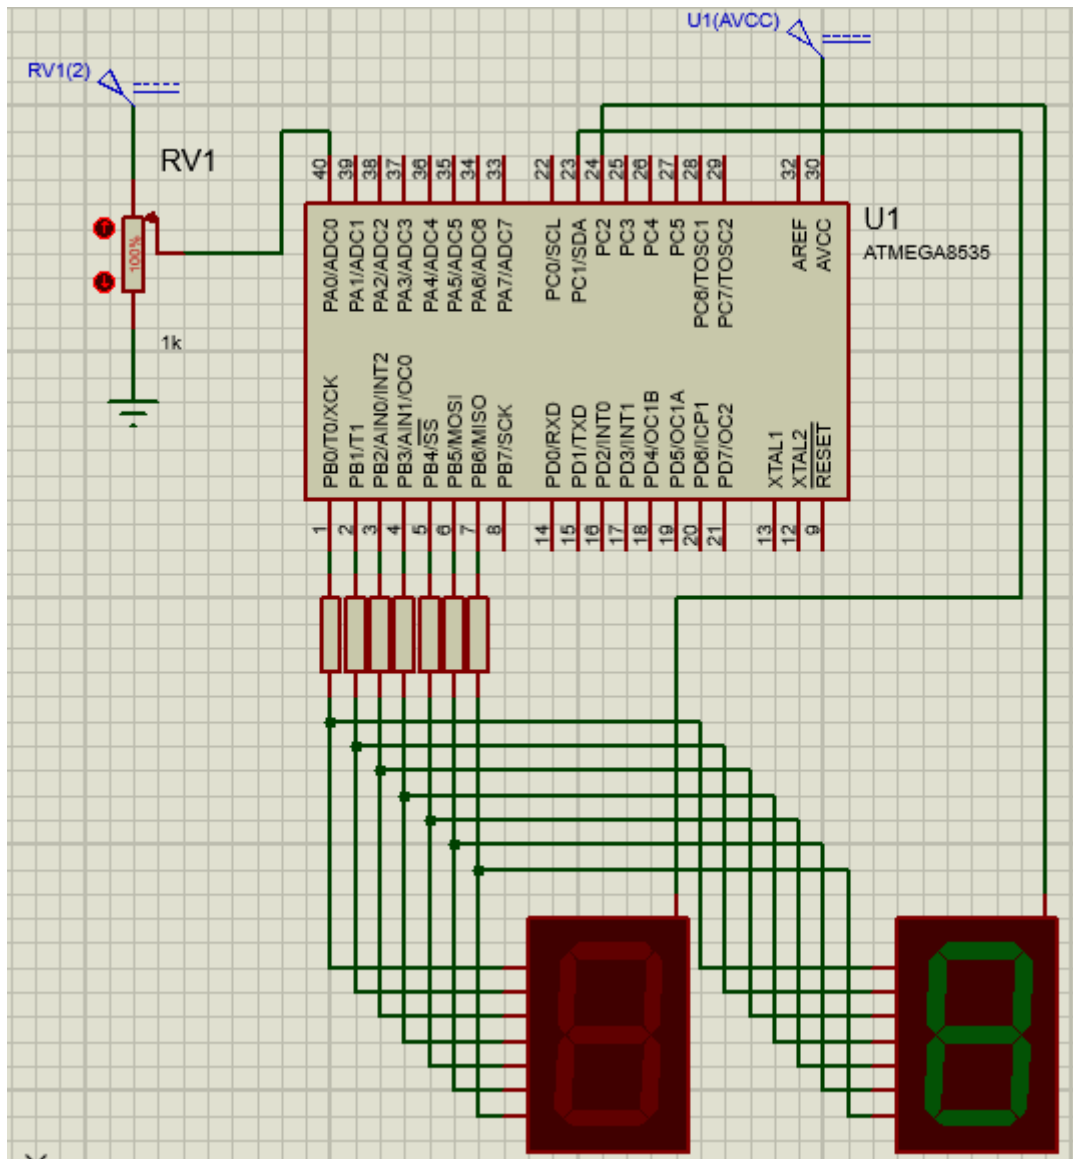 U1(AVCC)
RV1(2)
RV1
100%
1k
40
39
38
37
36
35
34
33
22
23
24
25
26
27
28
29
32
30
U1
ATMEGA8535
PA0/ADC0
PA1/ADC1
PA2/ADC2
PA3/ADC3
PA4/ADC4
PA5/ADC5
PA6/ADC6
PA7/ADC7
PC0/SCL
PC1/SDA
PC2
PC3
PC4
PC5
PC6/TOSC1
PC7/TOSC2
AREF
AVCC
PB0/T0/XCK
PB1/T1
PB2/AIN0/INT2
PB3/AIN1/OC0
PB4/SS
PB5/MOSI
PB6/MISO
PB7/SCK
PD0/RXD
PD1/TXD
PD2/INT0
PD3/INT1
PD4/OC1B
PD5/OC1A
PD6/ICP1
PD7/OC2
XTAL1
XTAL2
RESET
1
2
3
4
5
6
7
8
14
15
16
17
18
19
20
21
13
12
9